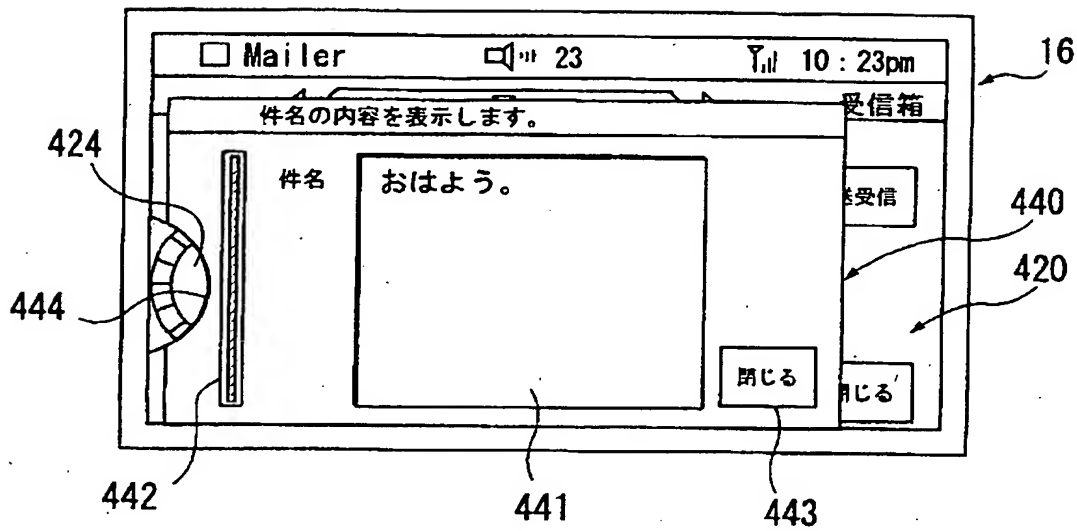 Mailer 23 10:23pm
16
受信箱
件名の内容を表示します。
424
件名 おはよう。
送受信
440
420
444
閉じる
閉じる
442
441
443